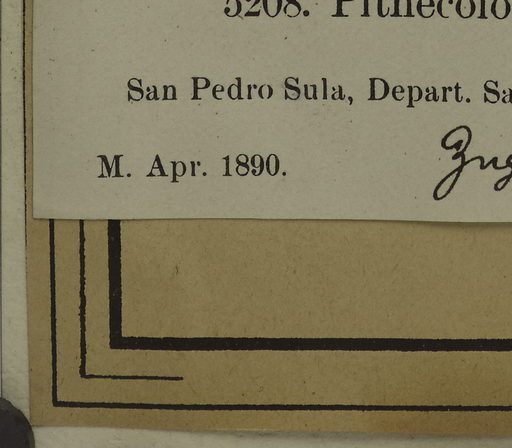 5208. Pithecolo
San Pedro Sula, Depart. Sa
M. Apr. 1890.